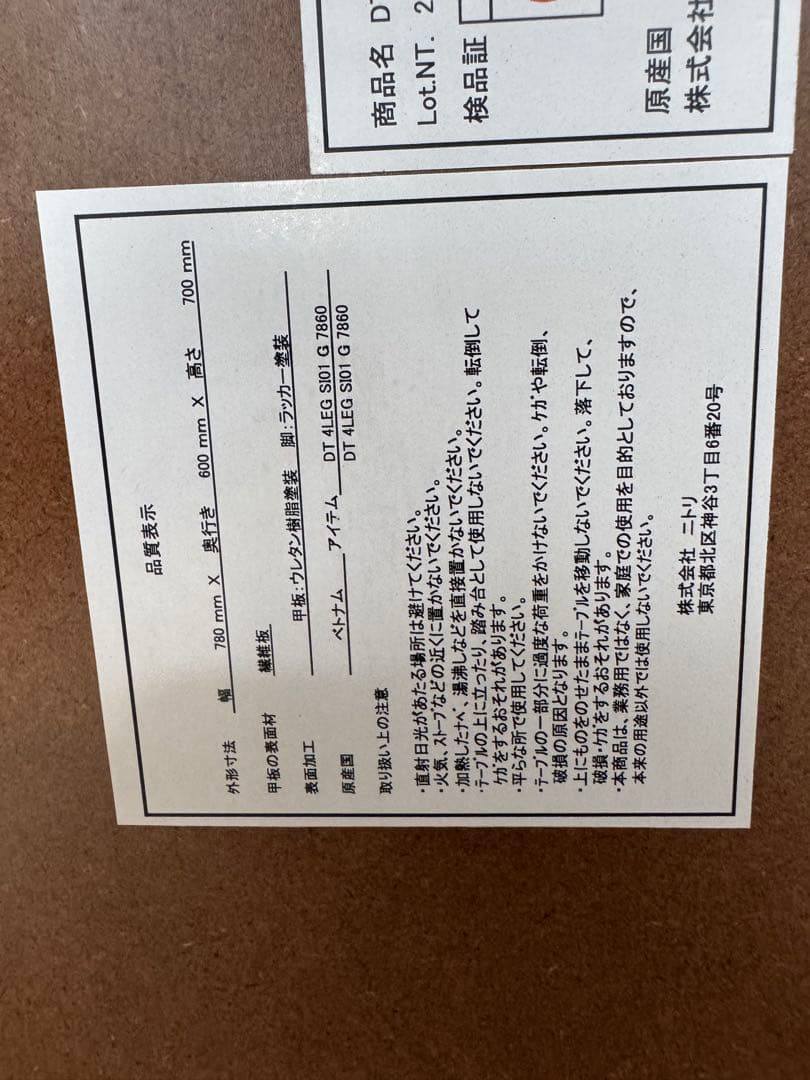 品質表示
外形寸法 幅 780 mm X 奥行き 600 mm X 高さ 700 mm
甲板の表面材 繊維板
表面加工 甲板:ウレタン樹脂塗装 脚:ラッカー塗装
原産国 ベトナム アイテム DT 4LEG SI01 G 7860
DT 4LEG SI01 G 7860
取り扱い上の注意
・直射日光があたる場所は避けてください。
・火気、ストーブなどの近くに置かないでください。
・加熱したナベ、湯沸しなどを直接置かないでください。
・テーブルの上に立ったり、踏み台として使用しないでください。転倒して
ケガをするおそれがあります。
・平らな所で使用してください。
・テーブルの一部分に過度な荷重をかけないでください。ケガや転倒、
破損の原因となります。
・上にものをのせたままテーブルを移動しないでください。落下して、
破損・ケガをするおそれがあります。
・本商品は、業務用ではなく、家庭での使用を目的としておりますので、
本来の用途以外では使用しないでください。
株式会社 ニトリ
東京都北区神谷3丁目6番20号
商品名 D
Lot.NT. 2
検品証
原産国
株式会社